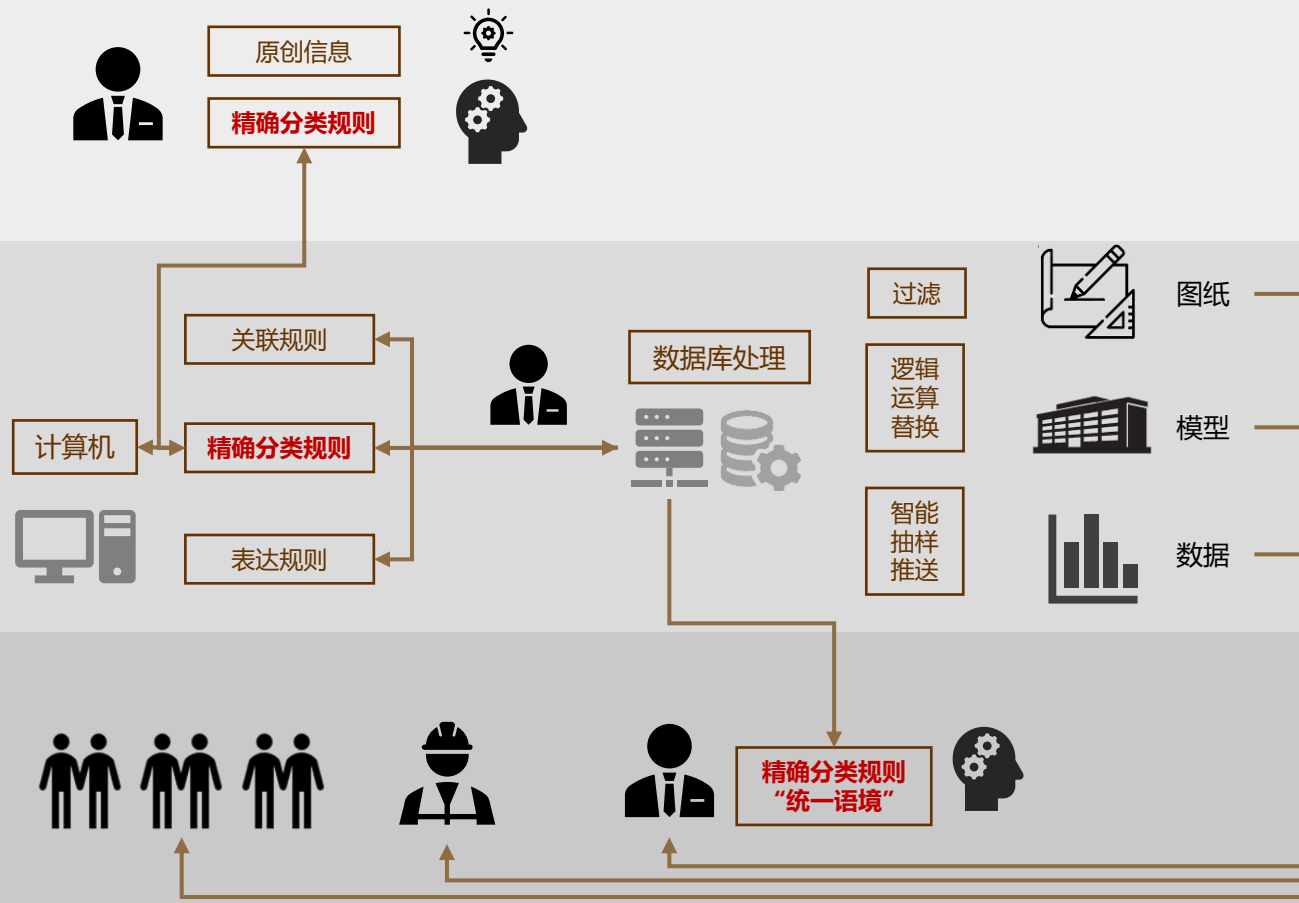 原创信息
精确分类规则
关联规则
计算机
精确分类规则
表达规则
数据库处理
过滤
逻辑
运算
替换
智能
抽样
推送
图纸
模型
数据
精确分类规则
“统一语境”